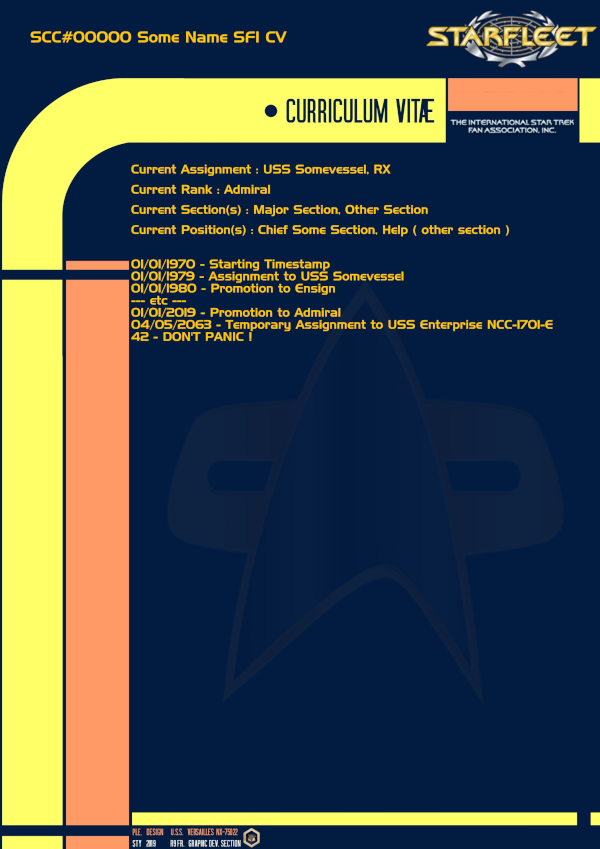 SCC#00000 Some Name SFI CV
STARFLEET
• CURRICULUM VITÆ
THE INTERNATIONAL STAR TREK
FAN ASSOCIATION, INC.
Current Assignment : USS Somevessel, RX
Current Rank : Admiral
Current Section(s) : Major Section, Other Section
Current Position(s) : Chief Some Section, Help ( other section )
01/01/1970 - Starting Timestamp
01/01/1979 - Assignment to USS Somevessel
01/01/1980 - Promotion to Ensign
--- etc ---
01/01/2019 - Promotion to Admiral
04/05/2063 - Temporary Assignment to USS Enterprise NCC-1701-E
42 - DON'T PANIC !
PLE. DESIGN U.S.S. VERSAILLES NX-75022
STY 2019 R9 FR. GRAPHIC DEV. SECTION